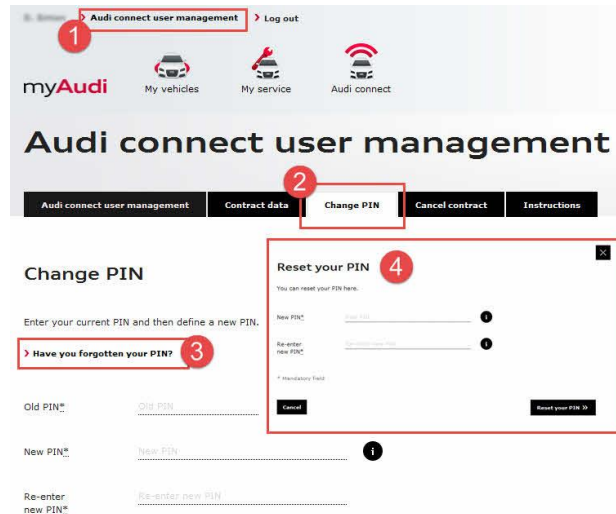 > Audi connect user management > Log out
1
myAudi
My vehicles My service Audi connect
Audi connect user management
2
Audi connect user management Contract data Change PIN Cancel contract Instructions
Change PIN
Enter your current PIN and then define a new PIN.
> Have you forgotten your PIN? 3
Reset your PIN 4
You can reset your PIN here.
New PIN* i
Re-enter
new PIN*
i
* Mandatory field
Cancel Reset your PIN >>
Old PIN* Old PIN
New PIN* New PIN i
Re-enter
new PIN*
Re-enter new PIN